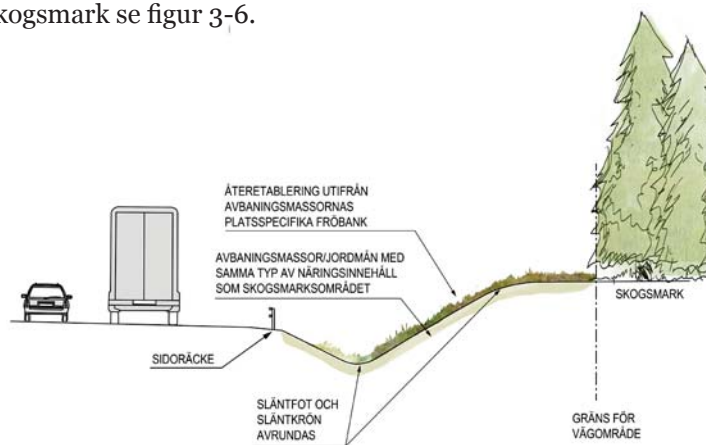 kogsmark se figur 3-6.
ÅTERETABLERING UTIFRÅN
AVBANINGSMASSORNAS
PLATSSPECIFIKA FRÖBANK
AVBANINGSMASSOR/JORDMÅN MED
SAMMA TYP AV NÄRINGSINNEHÅLL
SOM SKOGSMARKSOMRÅDET
SKOGSMARK
SIDORÄCKE
SLÄNTFOT OCH
SLÄNTKRÖN
AVRUNDAS
GRÄNS FÖR
VÄGOMRÅDE